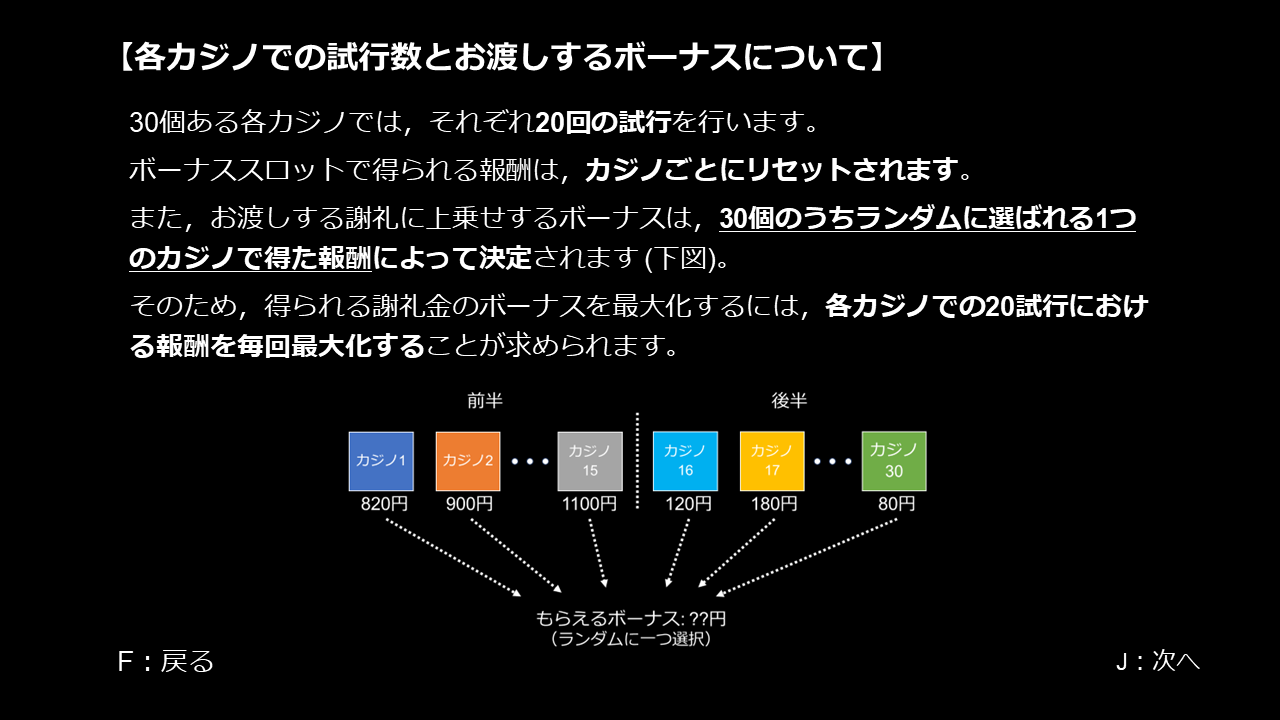 【各カジノでの試行数とお渡しするボーナスについて】
30個ある各カジノでは，それぞれ20回の試行を行います。
ボーナススロットで得られる報酬は，カジノごとにリセットされます。
また，お渡しする謝礼に上乗せするボーナスは，30個のうちランダムに選ばれる1つ
のカジノで得た報酬によって決定されます (下図)。
そのため，得られる謝礼金のボーナスを最大化するには，各カジノでの20試行におけ
る報酬を毎回最大化することが求められます。
前半
後半
カジノ1
カジノ2
カジノ
15
カジノ
16
カジノ
17
カジノ
30
820円
900円
1100円
120円
180円
80円
もらえるボーナス: ??円
（ランダムに一つ選択）
F：戻る
J：次へ